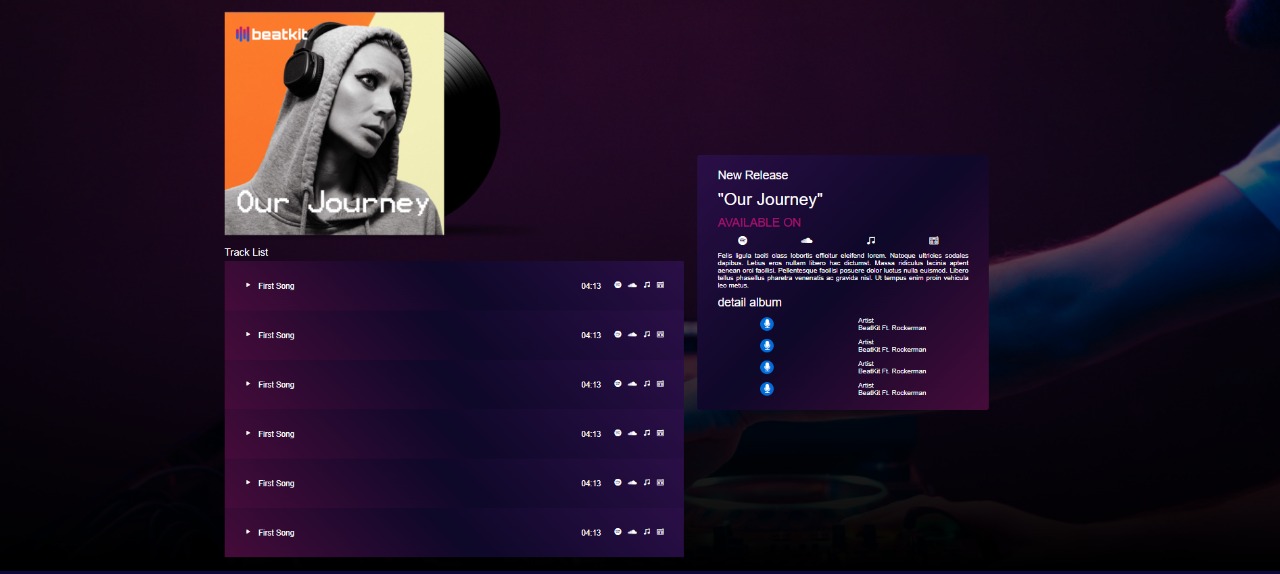 beatkit
Our Journey
Track List
First Song 04:13
First Song 04:13
First Song 04:13
First Song 04:13
First Song 04:13
First Song 04:13
New Release
"Our Journey"
AVAILABLE ON
Felis ligula taciti class lobortis efficitur eleifend lorem. Natoque ultricies sodales
dapibus. Letius eros nullam libero hac dictumst. Massa ridiculus lacinia aptent
aenean orci facilisi. Pellentesque facilisi posuere dolor luctus nulla euismod. Libero
tellus phasellus pharetra venenatis ac gravida nisl. Ut tempus enim proin vehicula
leo metus.
detail album
Artist
BeatKit Ft. Rockerman
Artist
BeatKit Ft. Rockerman
Artist
BeatKit Ft. Rockerman
Artist
BeatKit Ft. Rockerman